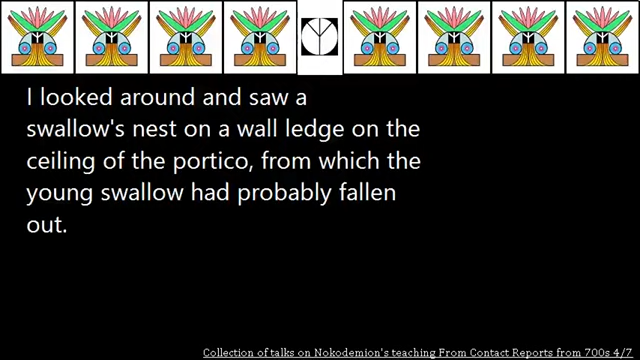 I looked around and saw a
swallow's nest on a wall ledge on the
ceiling of the portico, from which the
young swallow had probably fallen
out.
Collection of talks on Nokodemion's teaching From Contact Reports from 700s 4/7